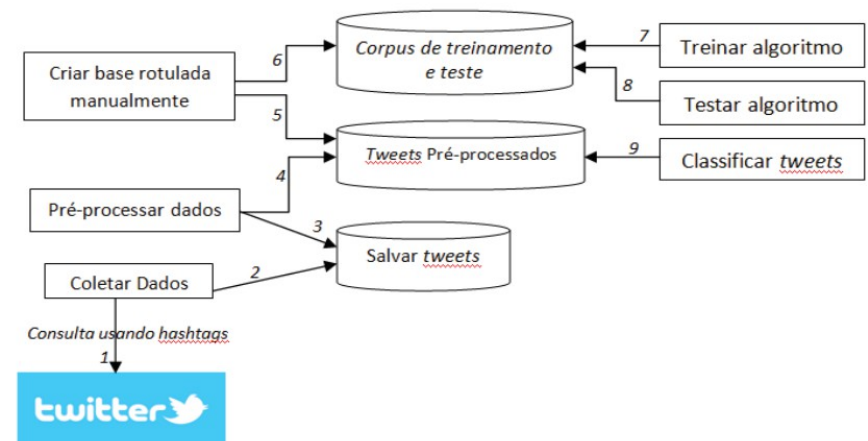 Criar base rotulada
manualmente
6
5
Corpus de treinamento
e teste
7
Treinar algoritmo
8
Testar algoritmo
Tweets Pré-processados
9
Classificar tweets
4
Pré-processar dados
3
Salvar tweets
2
Coletar Dados
Consulta usando hashtags
1
twitter